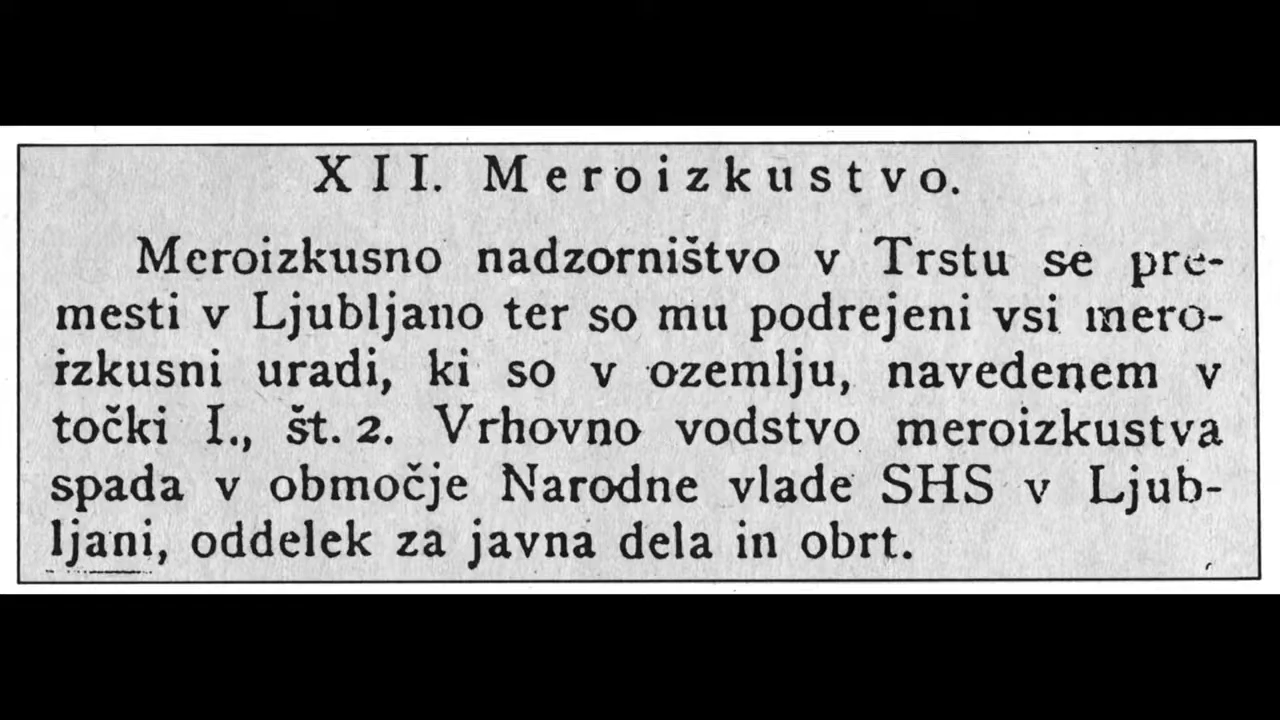 XII. Meroizkustvo.
Meroizkusno nadzorništvo v Trstu se pre-
mesti v Ljubljano ter so mu podrejeni vsi mero-
izkusni uradi, ki so v ozemlju, navedenem v
točki I., št. 2. Vrhovno vodstvo meroizkustva
spada v območje Narodne vlade SHS v Ljub-
ljani, oddelek za javna dela in obrt.